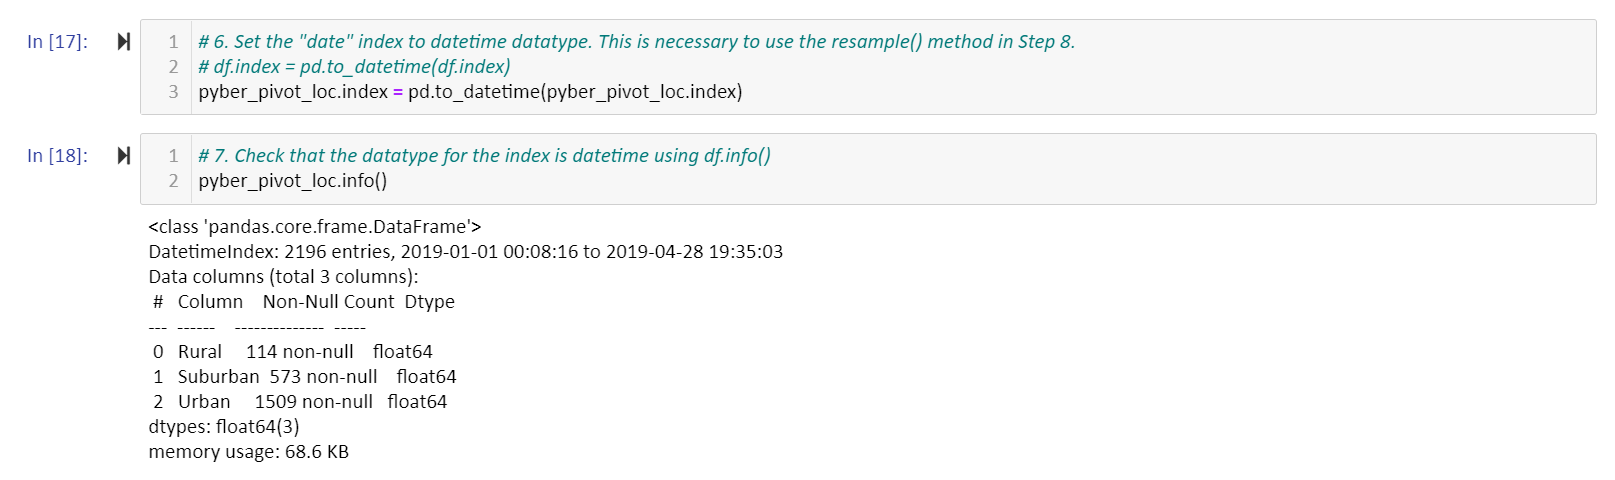 In [17]:
1 # 6. Set the "date" index to datetime datatype. This is necessary to use the resample() method in Step 8.
2 # df.index = pd.to_datetime(df.index)
3 pyber_pivot_loc.index = pd.to_datetime(pyber_pivot_loc.index)
In [18]:
1 # 7. Check that the datatype for the index is datetime using df.info()
2 pyber_pivot_loc.info()
<class 'pandas.core.frame.DataFrame'>
DatetimeIndex: 2196 entries, 2019-01-01 00:08:16 to 2019-04-28 19:35:03
Data columns (total 3 columns):
 #   Column    Non-Null Count  Dtype
---  ------    --------------  -----
 0   Rural     114 non-null    float64
 1   Suburban  573 non-null    float64
 2   Urban     1509 non-null   float64
dtypes: float64(3)
memory usage: 68.6 KB